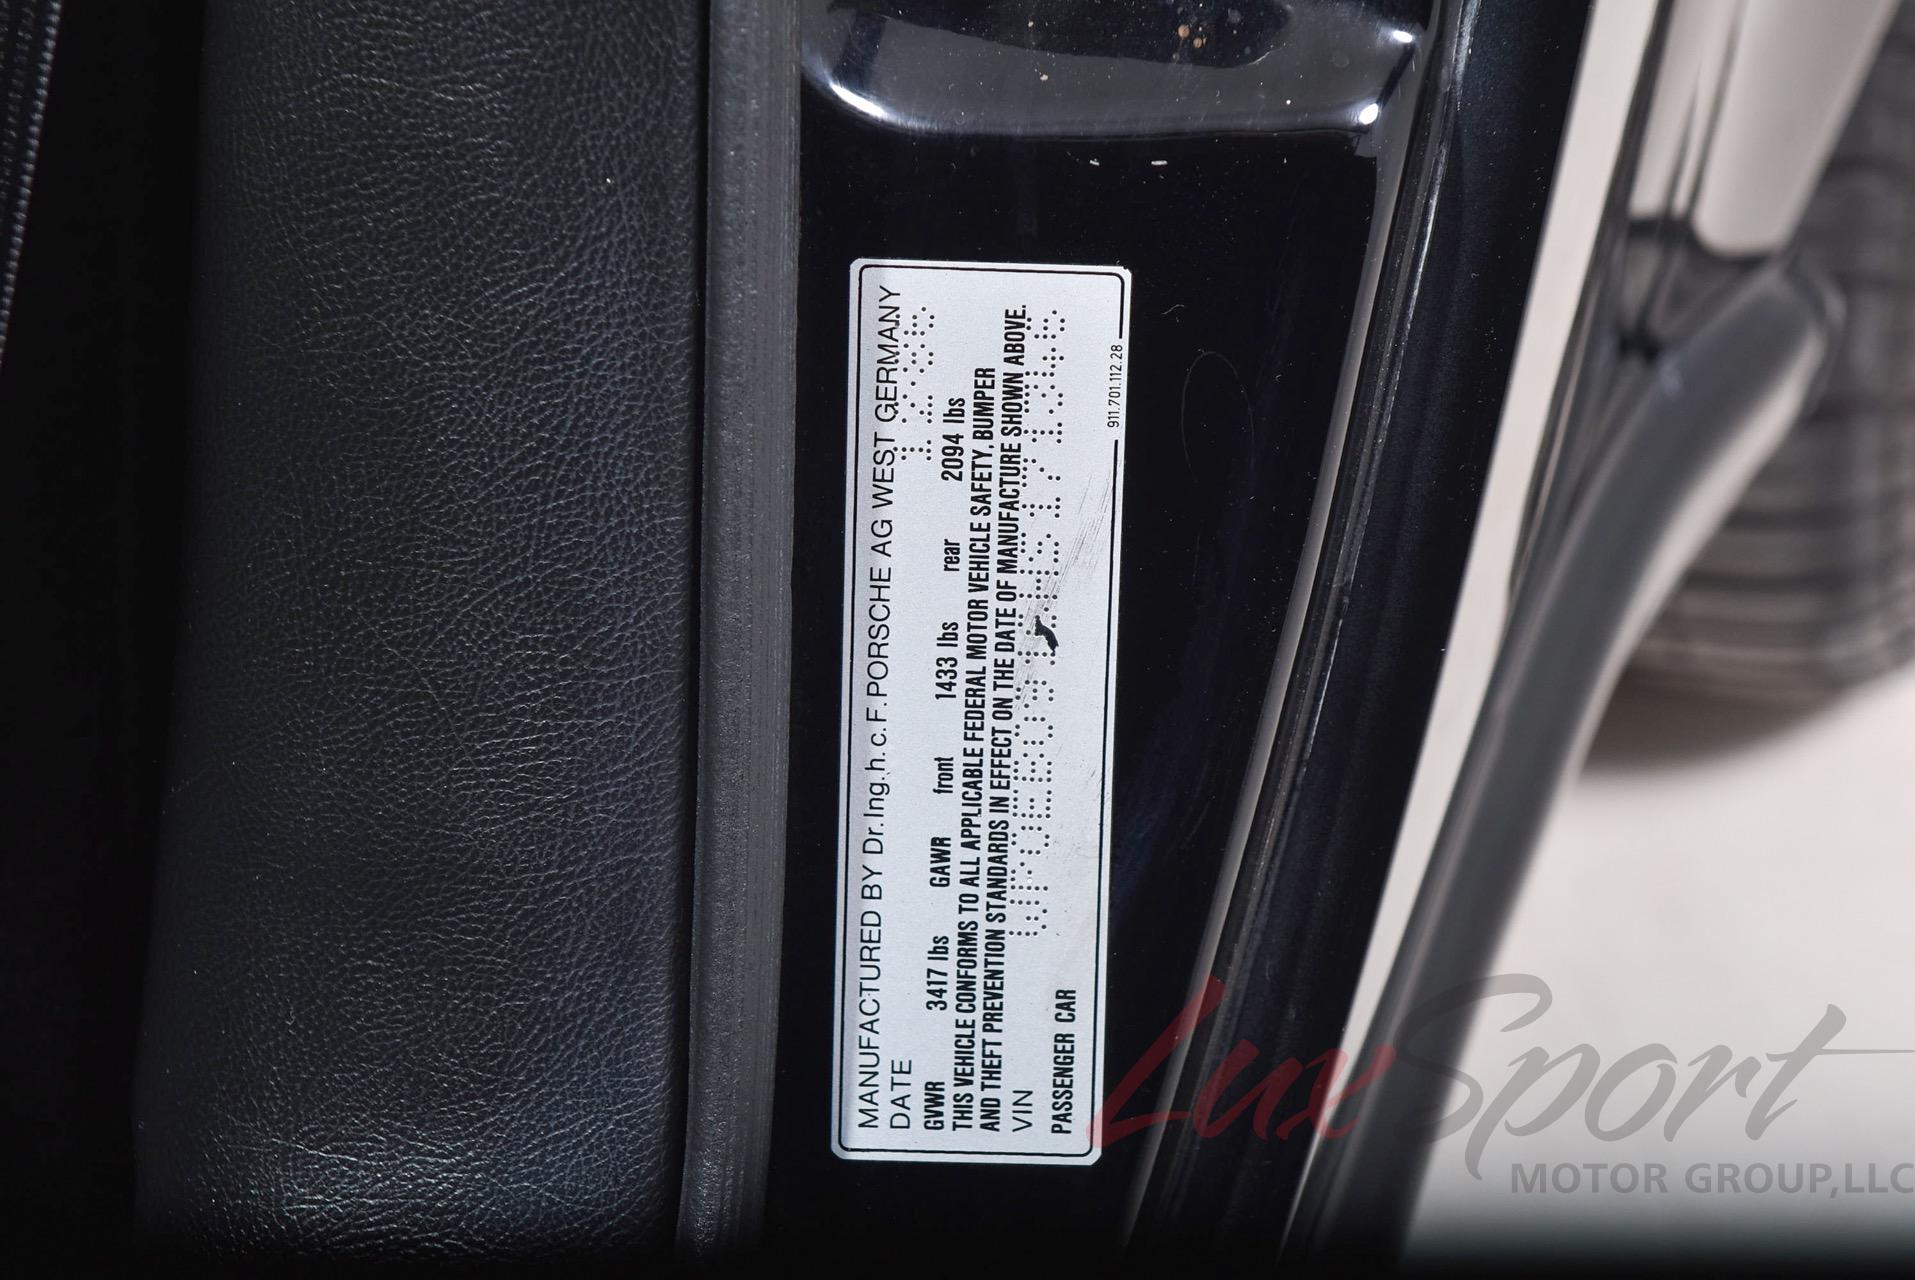 MANUFACTURED BY Dr.Ing.h.c.F.PORSCHE AG WEST GERMANY
DATE
GVWR 3417 lbs GAWR front 1433 lbs rear 2094 lbs
THIS VEHICLE CONFORMS TO ALL APPLICABLE FEDERAL MOTOR VEHICLE SAFETY, BUMPER
AND THEFT PREVENTION STANDARDS IN EFFECT ON THE DATE OF MANUFACTURE SHOWN ABOVE.
VIN
PASSENGER CAR
911.701.112.28
LuxSport
MOTOR GROUP,LLC